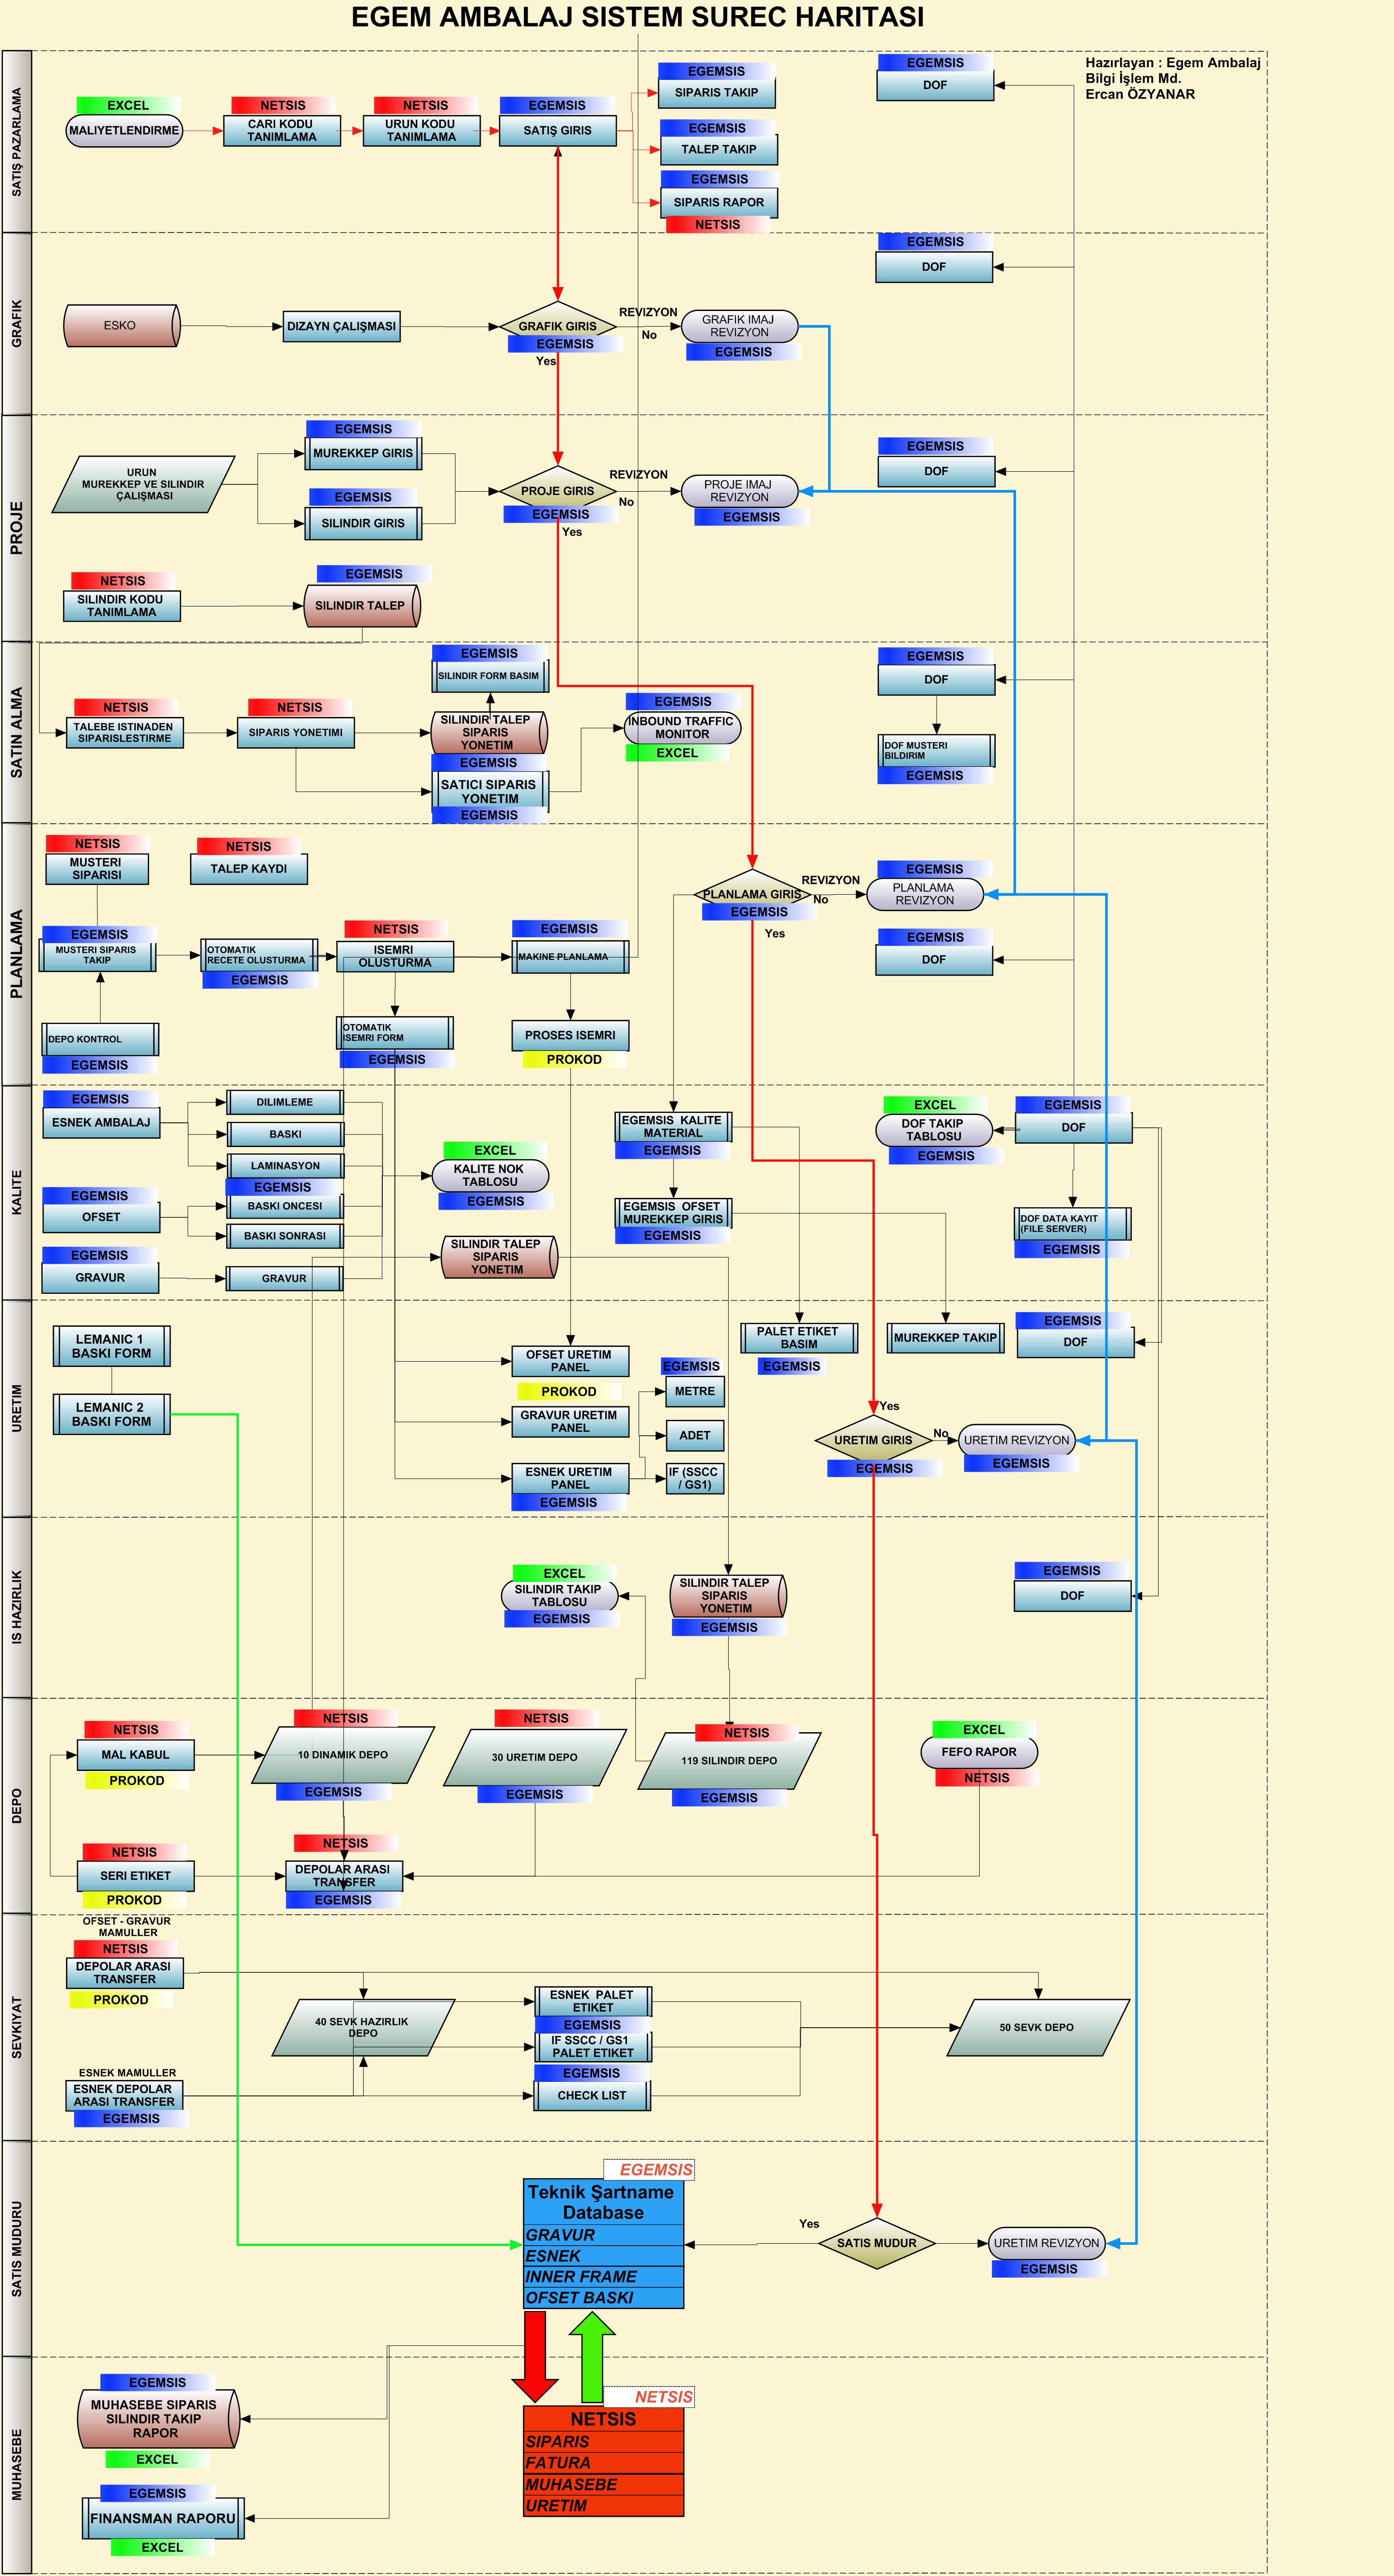 EGEM AMBALAJ SISTEM SUREC HARITASI
Hazırlayan : Egem Ambalaj
Bilgi İşlem Md.
Ercan ÖZYANAR
SATIŞ PAZARLAMA
EXCEL
MALIYETLENDIRME
NETSIS
CARI KODU
TANIMLAMA
NETSIS
URUN KODU
TANIMLAMA
EGEMSIS
SATIŞ GIRIS
EGEMSIS
SIPARIS TAKIP
EGEMSIS
TALEP TAKIP
EGEMSIS
SIPARIS RAPOR
NETSIS
EGEMSIS
DOF
GRAFIK
ESKO
DIZAYN ÇALIŞMASI
GRAFIK GIRIS
EGEMSIS
Yes
REVIZYON
No
GRAFIK IMAJ
REVIZYON
EGEMSIS
EGEMSIS
DOF
PROJE
URUN
MUREKKEP VE SILINDIR
ÇALIŞMASI
EGEMSIS
MUREKKEP GIRIS
EGEMSIS
SILINDIR GIRIS
PROJE GIRIS
EGEMSIS
Yes
REVIZYON
No
PROJE IMAJ
REVIZYON
EGEMSIS
EGEMSIS
DOF
NETSIS
SILINDIR KODU
TANIMLAMA
EGEMSIS
SILINDIR TALEP
SATIN ALMA
NETSIS
TALEBE ISTINADEN
SIPARISLESTIRME
NETSIS
SIPARIS YONETIMI
EGEMSIS
SILINDIR FORM BASIM
SILINDIR TALEP
SIPARIS
YONETIM
EGEMSIS
SATICI SIPARIS
YONETIM
EGEMSIS
EGEMSIS
INBOUND TRAFFIC
MONITOR
EXCEL
EGEMSIS
DOF
DOF MUSTERI
BILDIRIM
EGEMSIS
PLANLAMA
NETSIS
MUSTERI
SIPARISI
NETSIS
TALEP KAYDI
EGEMSIS
MUSTERI SIPARIS
TAKIP
OTOMATIK
RECETE OLUSTURMA
EGEMSIS
NETSIS
ISEMRI
OLUSTURMA
EGEMSIS
MAKINE PLANLAMA
DEPO KONTROL
EGEMSIS
OTOMATIK
ISEMRI FORM
EGEMSIS
PROSES ISEMRI
PROKOD
PLANLAMA GIRIS
EGEMSIS
Yes
REVIZYON
No
EGEMSIS
PLANLAMA
REVIZYON
EGEMSIS
DOF
KALITE
EGEMSIS
ESNEK AMBALAJ
DILIMLEME
BASKI
LAMINASYON
EGEMSIS
EGEMSIS
OFSET
BASKI ONCESI
BASKI SONRASI
EGEMSIS
GRAVUR
GRAVUR
EXCEL
KALITE NOK
TABLOSU
EGEMSIS
SILINDIR TALEP
SIPARIS
YONETIM
EGEMSIS  KALITE
MATERIAL
EGEMSIS
EGEMSIS  OFSET
MUREKKEP GIRIS
EGEMSIS
EXCEL
DOF TAKIP
TABLOSU
EGEMSIS
EGEMSIS
DOF
DOF DATA KAYIT
(FILE SERVER)
EGEMSIS
URETIM
LEMANIC 1
BASKI FORM
LEMANIC 2
BASKI FORM
OFSET URETIM
PANEL
PROKOD
GRAVUR URETIM
PANEL
ESNEK URETIM
PANEL
EGEMSIS
EGEMSIS
METRE
ADET
IF (SSCC
/ GS1)
PALET ETIKET
BASIM
EGEMSIS
MUREKKEP TAKIP
EGEMSIS
DOF
Yes
URETIM GIRIS
EGEMSIS
No
URETIM REVIZYON
EGEMSIS
IS HAZIRLIK
EXCEL
SILINDIR TAKIP
TABLOSU
EGEMSIS
SILINDIR TALEP
SIPARIS
YONETIM
EGEMSIS
EGEMSIS
DOF
DEPO
NETSIS
MAL KABUL
PROKOD
NETSIS
10 DINAMIK DEPO
EGEMSIS
NETSIS
30 URETIM DEPO
EGEMSIS
NETSIS
119 SILINDIR DEPO
EGEMSIS
EXCEL
FEFO RAPOR
NETSIS
NETSIS
SERI ETIKET
PROKOD
NETSIS
DEPOLAR ARASI
TRANSFER
EGEMSIS
SEVKIYAT
OFSET - GRAVUR
MAMULLER
NETSIS
DEPOLAR ARASI
TRANSFER
PROKOD
40 SEVK HAZIRLIK
DEPO
ESNEK  PALET
ETIKET
EGEMSIS
IF SSCC / GS1
PALET ETIKET
EGEMSIS
CHECK LIST
50 SEVK DEPO
ESNEK MAMULLER
ESNEK DEPOLAR
ARASI TRANSFER
EGEMSIS
SATIS MUDURU
EGEMSIS
Teknik Şartname
Database
GRAVUR
ESNEK
INNER FRAME
OFSET BASKI
Yes
SATIS MUDUR
URETIM REVIZYON
EGEMSIS
MUHASEBE
EGEMSIS
MUHASEBE SIPARIS
SILINDIR TAKIP
RAPOR
EXCEL
EGEMSIS
FINANSMAN RAPORU
EXCEL
NETSIS
NETSIS
SIPARIS
FATURA
MUHASEBE
URETIM